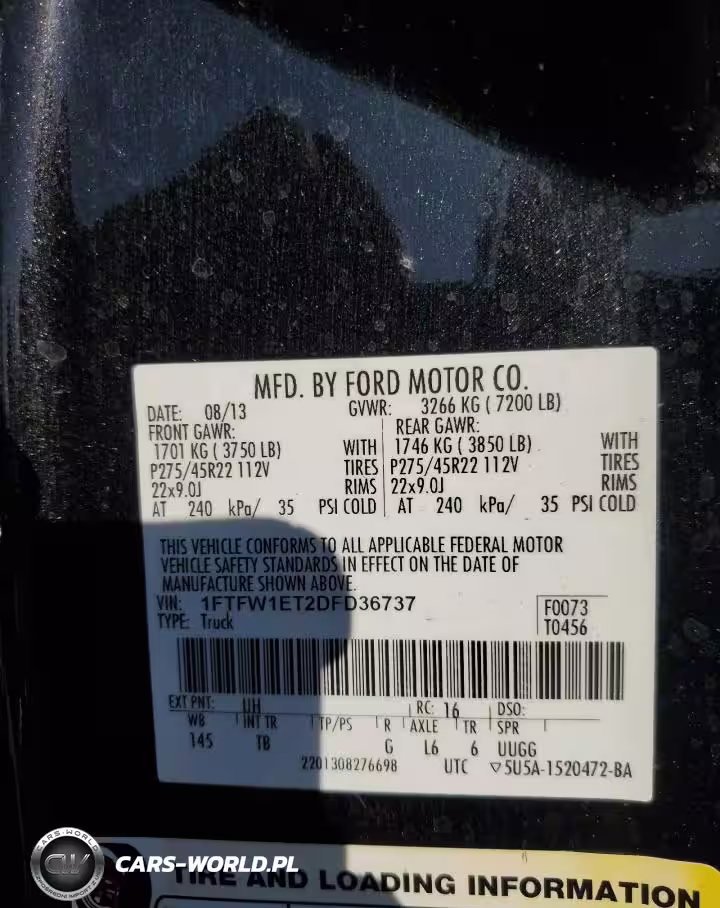 MFD. BY FORD MOTOR CO.
DATE: 08/13 GVWR: 3266 KG ( 7200 LB)
FRONT GAWR: REAR GAWR:
1701 KG ( 3750 LB) WITH 1746 KG ( 3850 LB) WITH
P275/45R22 112V TIRES P275/45R22 112V TIRES
22x9.0J RIMS 22x9.0J RIMS
AT 240 kPa/ 35 PSI COLD AT 240 kPa/ 35 PSI COLD
THIS VEHICLE CONFORMS TO ALL APPLICABLE FEDERAL MOTOR
VEHICLE SAFETY STANDARDS IN EFFECT ON THE DATE OF
MANUFACTURE SHOWN ABOVE.
VIN: 1FTFW1ET2DFD36737 F0073
TYPE: Truck T0456
EXT PNT: UH RC: 16 DSO:
WB INT TR TP/PS R AXLE TR SPR
145 TB G L6 6 UUGG
2201308276698 UTC ▽5U5A-1520472-BA
CARS-WORLD.PL
TIRE AND LOADING INFORMATION